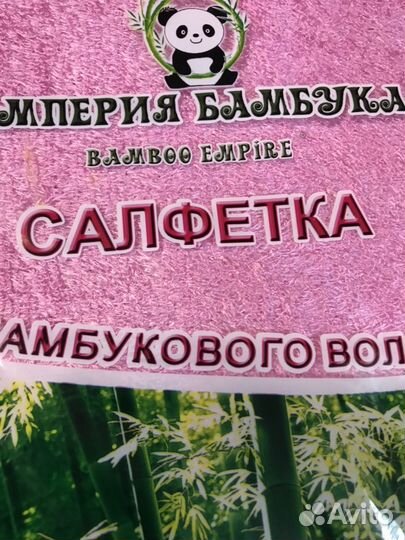 МПЕРИЯ БАМБУКА
BAMBOO EMPIRE
САЛФЕТКА
АМБУКОВОГО ВОЛ
Avito